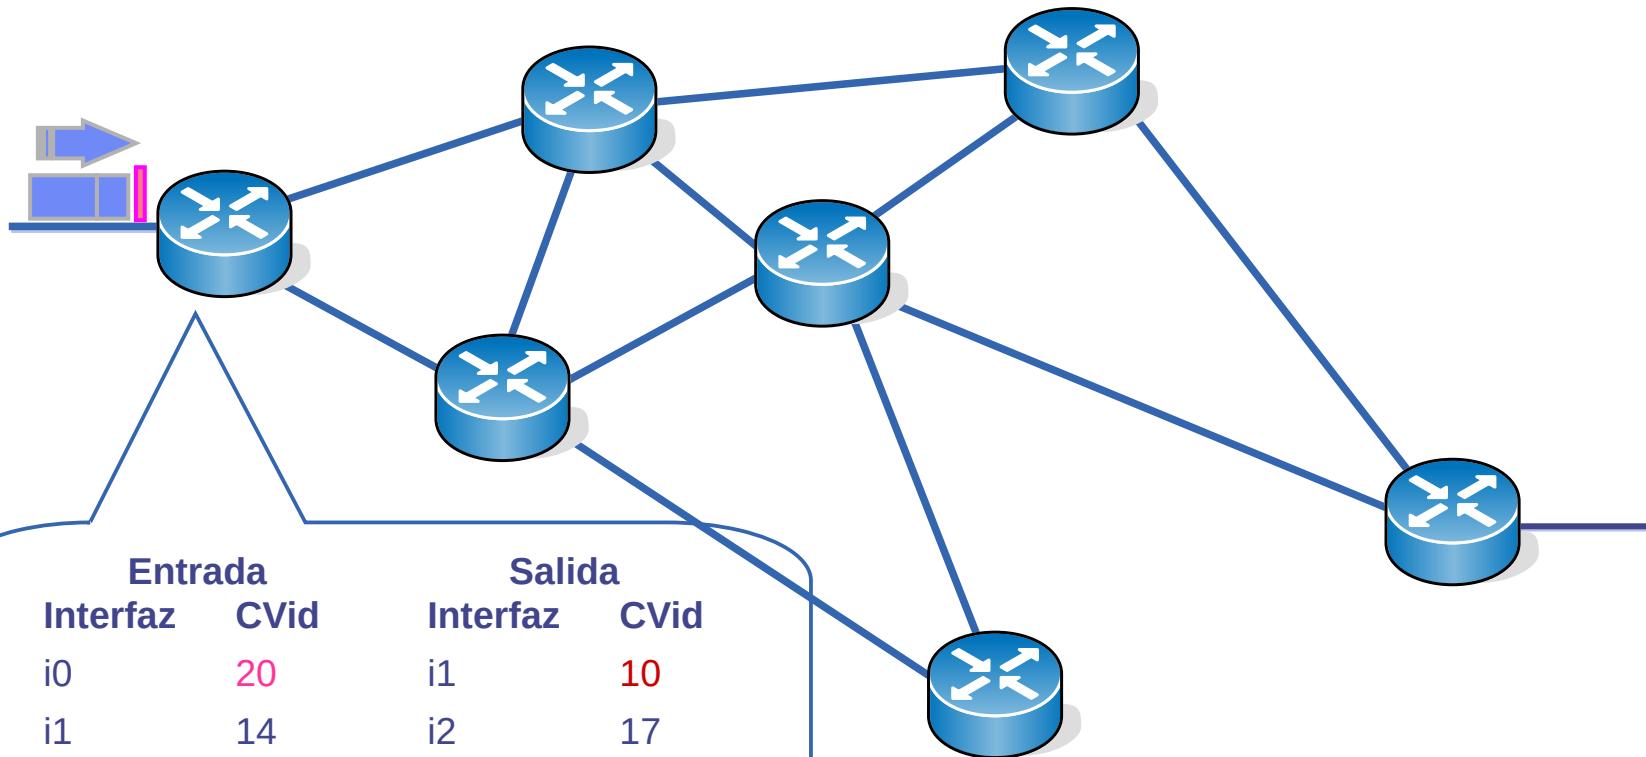 Entrada Salida
Interfaz CVid Interfaz CVid
i0 20 i1 10
i1 14 i2 17